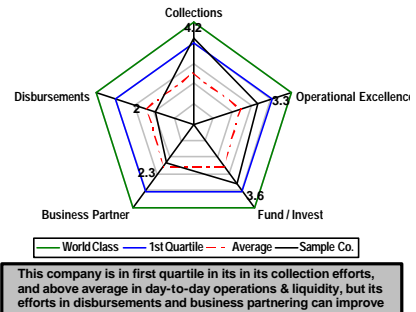 Collections
4.2
Disbursements
2
3.3
Operational Excellence
2.3
3.6
Business Partner
Fund / Invest
World Class
1st Quartile
Average
Sample Co.
This company is in first quartile in its in its collection efforts,
and above average in day-to-day operations & liquidity, but its
efforts in disbursements and business partnering can improve